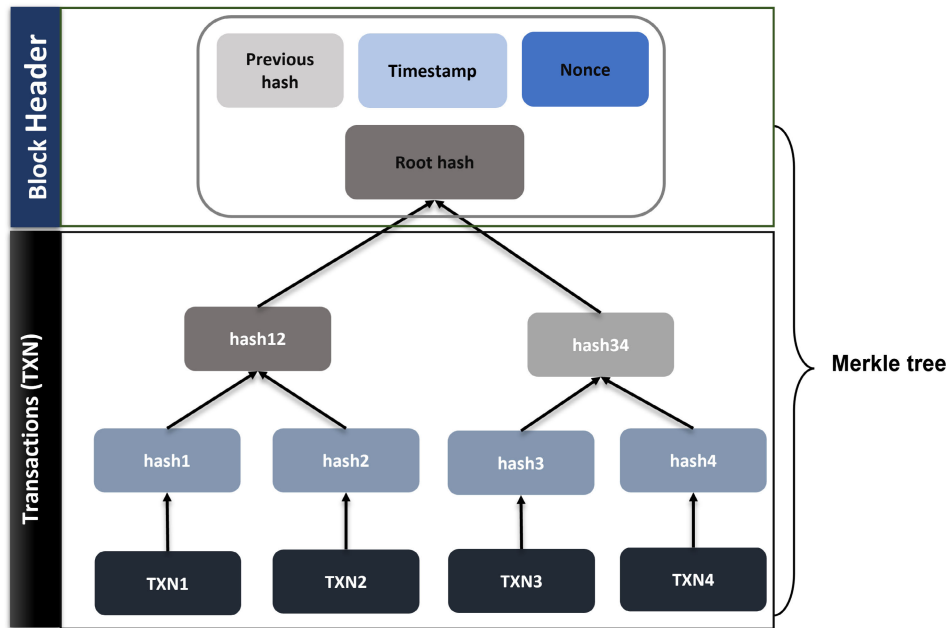 Block Header
Previous
hash
Timestamp
Nonce
Root hash
Transactions (TXN)
hash12
hash34
Merkle tree
hash1
hash2
hash3
hash4
TXN1
TXN2
TXN3
TXN4